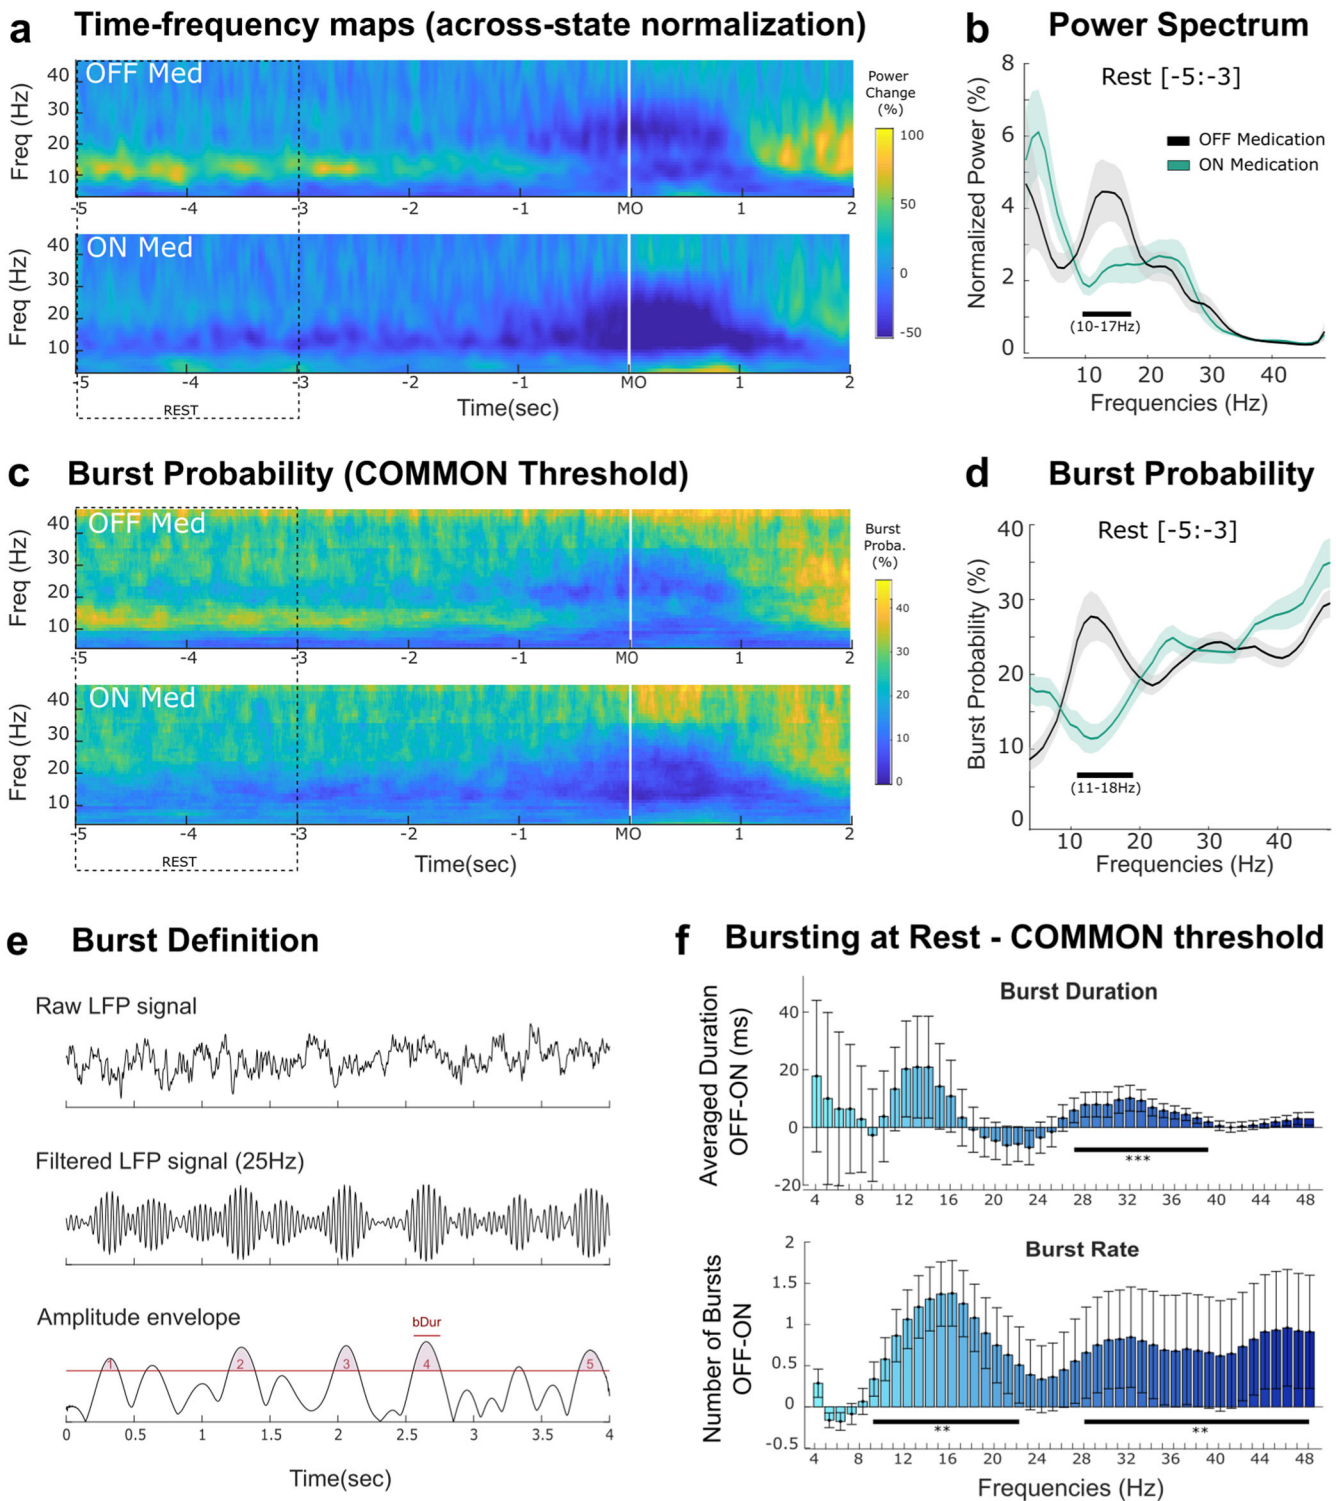 a Time-frequency maps (across-state normalization)
OFF Med
Freq (Hz)
40
30
20
10
-5 -4 -3 -2 -1 MO 1 2
ON Med
Freq (Hz)
40
30
20
10
-5 -4 -3 -2 -1 MO 1 2
REST
Time(sec)
Power
Change
(%)
100
50
0
-50
b Power Spectrum
Rest [-5:-3]
OFF Medication
ON Medication
Normalized Power (%)
8
6
4
2
0
(10-17Hz)
10 20 30 40
Frequencies (Hz)
c Burst Probability (COMMON Threshold)
OFF Med
Freq (Hz)
40
30
20
10
-5 -4 -3 -2 -1 MO 1 2
ON Med
Freq (Hz)
40
30
20
10
-5 -4 -3 -2 -1 MO 1 2
REST
Time(sec)
Burst
Proba.
(%)
40
30
20
10
0
d Burst Probability
Rest [-5:-3]
Burst Probability (%)
40
30
20
10
0
(11-18Hz)
10 20 30 40
Frequencies (Hz)
e Burst Definition
Raw LFP signal
Filtered LFP signal (25Hz)
Amplitude envelope
bDur
1 2 3 4 5
0 0.5 1 1.5 2 2.5 3 3.5 4
Time(sec)
f Bursting at Rest - COMMON threshold
Burst Duration
Averaged Duration
OFF-ON (ms)
40
20
0
-20
***
4 8 12 16 20 24 28 32 36 40 44 48
Burst Rate
Number of Bursts
OFF-ON
2
1.5
1
0.5
0
-0.5
** **
4 8 12 16 20 24 28 32 36 40 44 48
Frequencies (Hz)